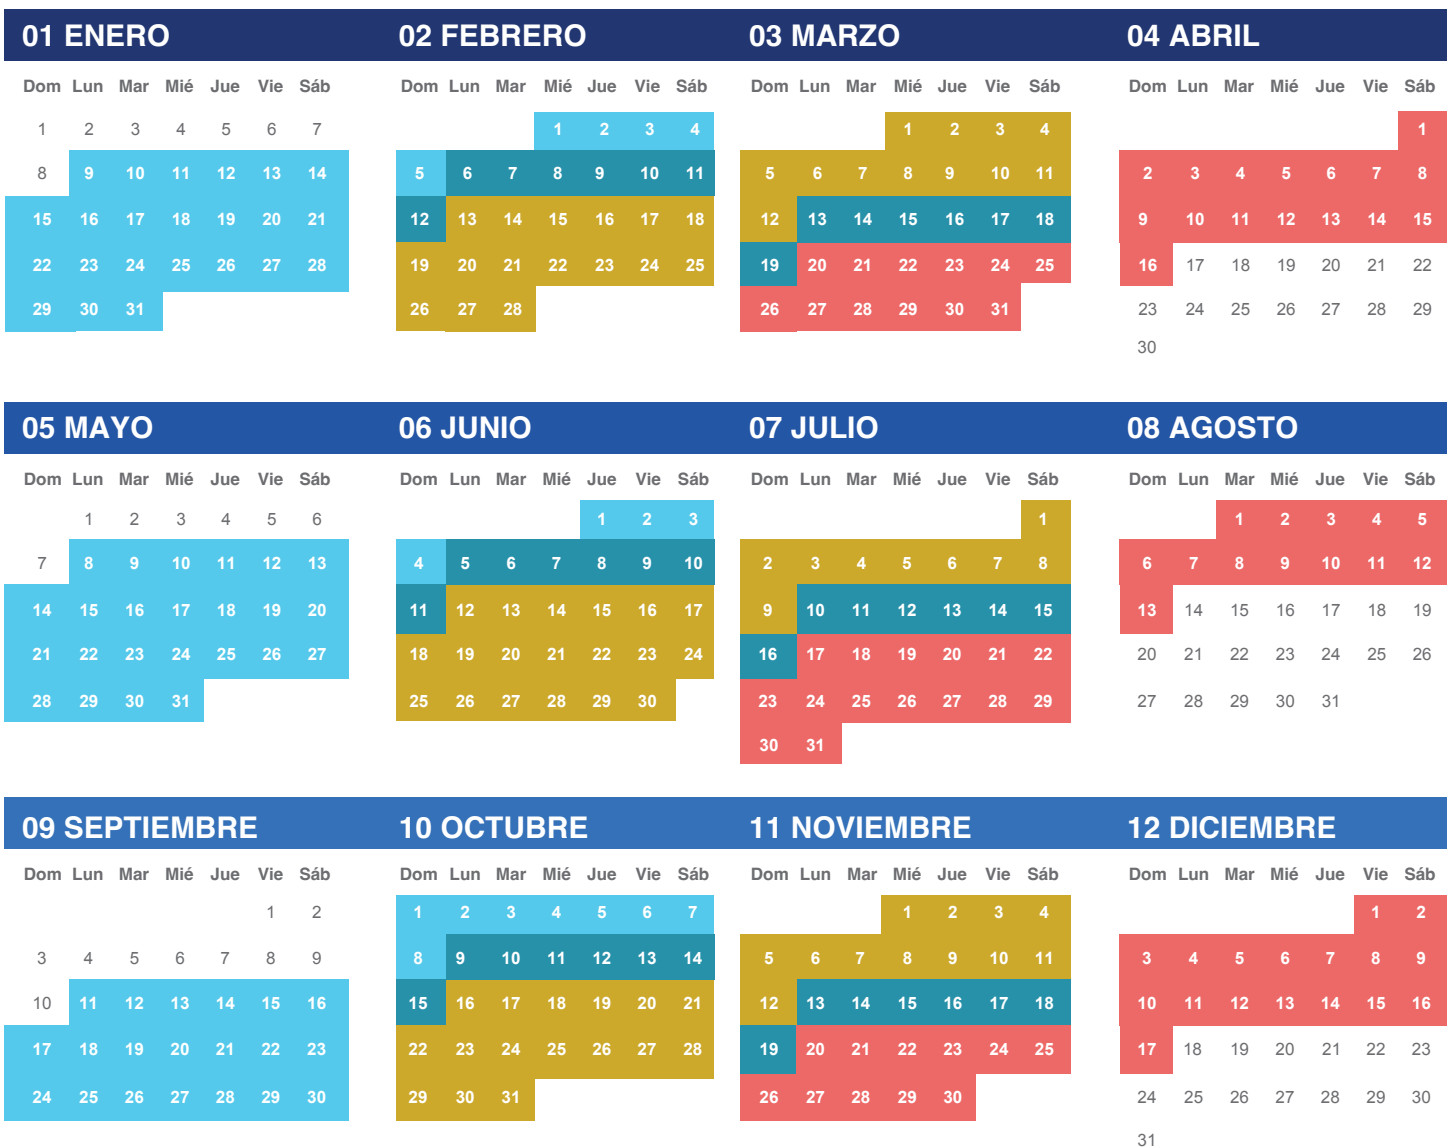 01 ENERO 02 FEBRERO 03 MARZO 04 ABRIL
Dom Lun Mar Mié Jue Vie Sáb Dom Lun Mar Mié Jue Vie Sáb Dom Lun Mar Mié Jue Vie Sáb Dom Lun Mar Mié Jue Vie Sáb
1 2 3 4 5 6 7 1 2 3 4 1 2 3 4 1
8 9 10 11 12 13 14 5 6 7 8 9 10 11 5 6 7 8 9 10 11 2 3 4 5 6 7 8
15 16 17 18 19 20 21 12 13 14 15 16 17 18 12 13 14 15 16 17 18 9 10 11 12 13 14 15
22 23 24 25 26 27 28 19 20 21 22 23 24 25 19 20 21 22 23 24 25 16 17 18 19 20 21 22
29 30 31 26 27 28 26 27 28 29 30 31 23 24 25 26 27 28 29
30
05 MAYO 06 JUNIO 07 JULIO 08 AGOSTO
Dom Lun Mar Mié Jue Vie Sáb Dom Lun Mar Mié Jue Vie Sáb Dom Lun Mar Mié Jue Vie Sáb Dom Lun Mar Mié Jue Vie Sáb
1 2 3 4 5 6 1 2 3 1 1 2 3 4 5
7 8 9 10 11 12 13 4 5 6 7 8 9 10 2 3 4 5 6 7 8 6 7 8 9 10 11 12
14 15 16 17 18 19 20 11 12 13 14 15 16 17 9 10 11 12 13 14 15 13 14 15 16 17 18 19
21 22 23 24 25 26 27 18 19 20 21 22 23 24 16 17 18 19 20 21 22 20 21 22 23 24 25 26
28 29 30 31 25 26 27 28 29 30 23 24 25 26 27 28 29 27 28 29 30 31
30 31
09 SEPTIEMBRE 10 OCTUBRE 11 NOVIEMBRE 12 DICIEMBRE
Dom Lun Mar Mié Jue Vie Sáb Dom Lun Mar Mié Jue Vie Sáb Dom Lun Mar Mié Jue Vie Sáb Dom Lun Mar Mié Jue Vie Sáb
1 2 1 2 3 4 5 6 7 1 2 3 4 1 2
3 4 5 6 7 8 9 8 9 10 11 12 13 14 5 6 7 8 9 10 11 3 4 5 6 7 8 9
10 11 12 13 14 15 16 15 16 17 18 19 20 21 12 13 14 15 16 17 18 10 11 12 13 14 15 16
17 18 19 20 21 22 23 22 23 24 25 26 27 28 19 20 21 22 23 24 25 17 18 19 20 21 22 23
24 25 26 27 28 29 30 29 30 31 26 27 28 29 30 24 25 26 27 28 29 30
31